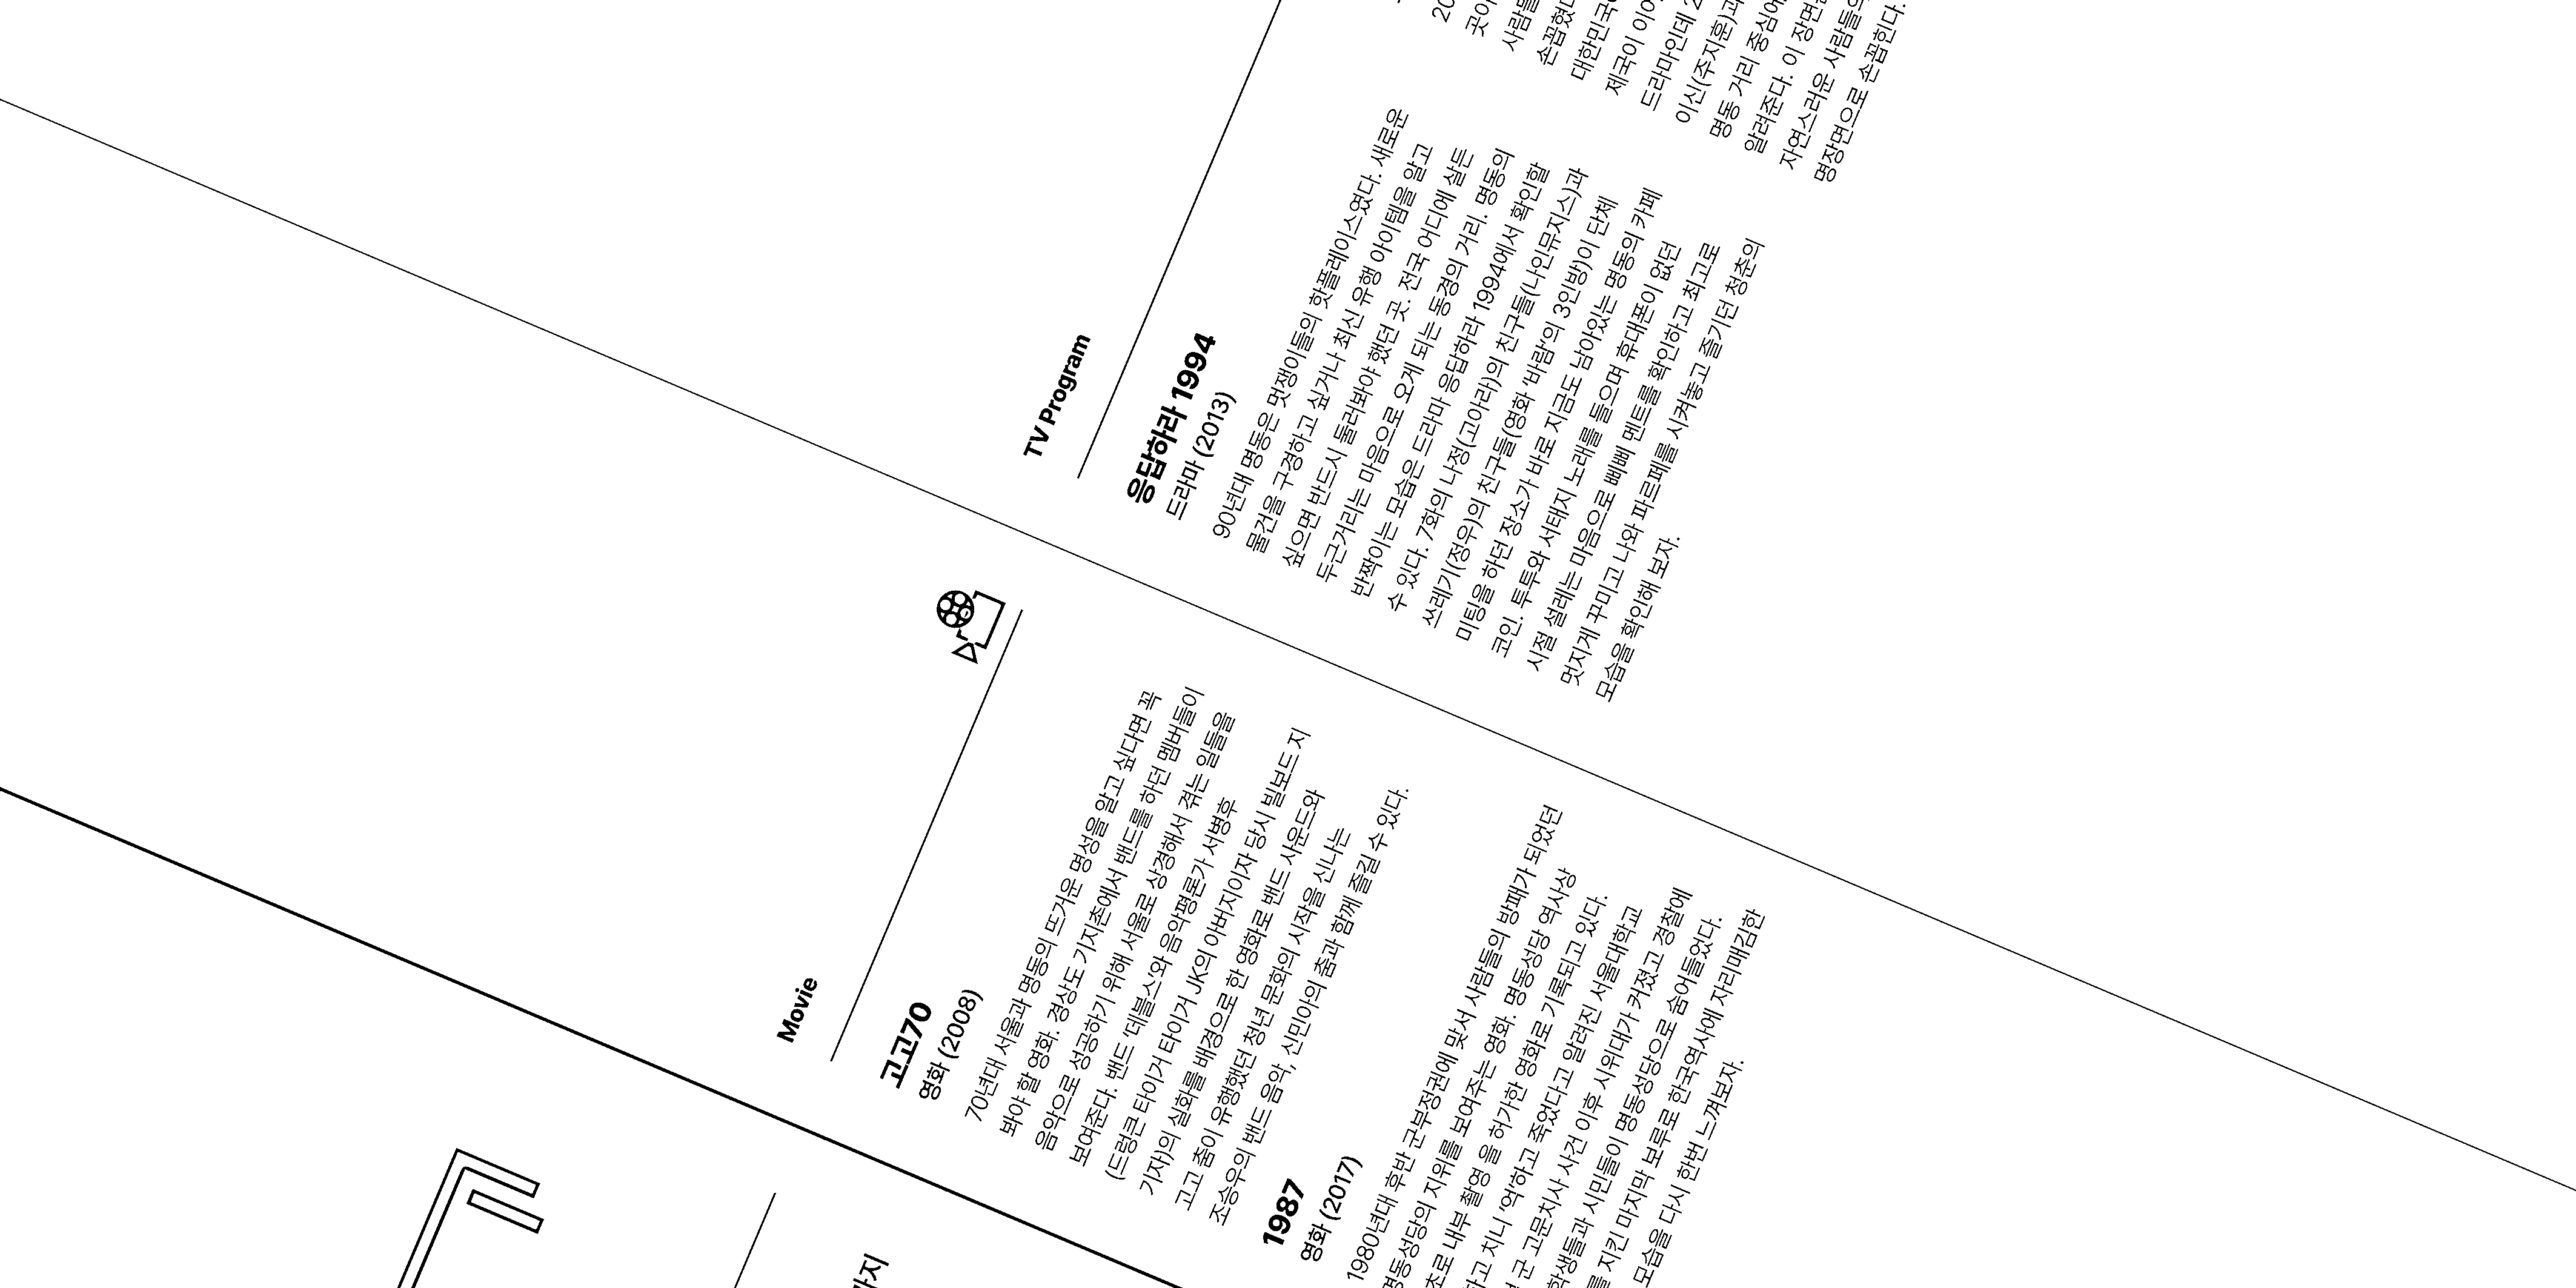 TV Program
응답하라 1994
드라마 (2013)
90년대 명동은 멋쟁이들의 핫플레이스였다. 새로운
물건을 구경하고 싶거나 최신 유행 아이템을 알고
싶으면 반드시 둘러봐야 했던 곳. 전국 어디에 살든
두근거리는 마음으로 오게 되는 동경의 거리. 명동의
반짝이는 모습은 드라마 응답하라 1994에서 확인할
수 있다. 7화의 나정(고아라)의 친구들(나인뮤지스)과
쓰레기(정우)의 친구들(영화 ‘바람’의 3인방)이 단체
미팅을 하던 장소가 바로 지금도 남아있는 명동의 카페
코인. 투투와 서태지 노래를 들으며 휴대폰이 없던
시절 설레는 마음으로 삐삐 멘트를 확인하고 최고로
멋지게 꾸미고 나와 파르페를 시켜놓고 즐기던 청춘의
모습을 확인해 보자.
20
곳이
사람들
손꼽혔다
대한민국
제국이 이어
드라마인데 2
이신(주지훈)과
명동 거리 중심에
알려준다. 이 장면은
자연스러운 사람들의
명장면으로 손꼽힌다.
Movie
고고70
영화 (2008)
70년대 서울과 명동의 뜨거운 명성을 알고 싶다면 꼭
봐야 할 영화. 경상도 기지촌에서 밴드를 하던 멤버들이
음악으로 성공하기 위해 서울로 상경해서 겪는 일들을
보여준다. 밴드 ‘데블스’와 음악평론가 서병후
(드렁큰 타이거 타이거 JK의 아버지이자 당시 빌보드 지
기자)의 실화를 배경으로 한 영화로 밴드 사운드와
고고 춤이 유행했던 청년 문화의 시작을 신나는
조승우의 밴드 음악, 신민아의 춤과 함께 즐길 수 있다.
1987
영화 (2017)
1980년대 후반 군부정권에 맞서 사람들의 방패가 되었던
명동성당의 지위를 보여주는 영화. 명동성당 역사상
초로 내부 촬영 을 허가한 영화로 기록되고 있다.
하고 치니 ‘억’하고 죽었다고 알려진 서울대학교
군 고문치사 사건 이후 시위대가 커졌고 경찰에
학생들과 시민들이 명동성당으로 숨어들었다.
를 지킨 마지막 보루로 한국역사에 자리매김한
모습을 다시 한번 느껴보자.
까지